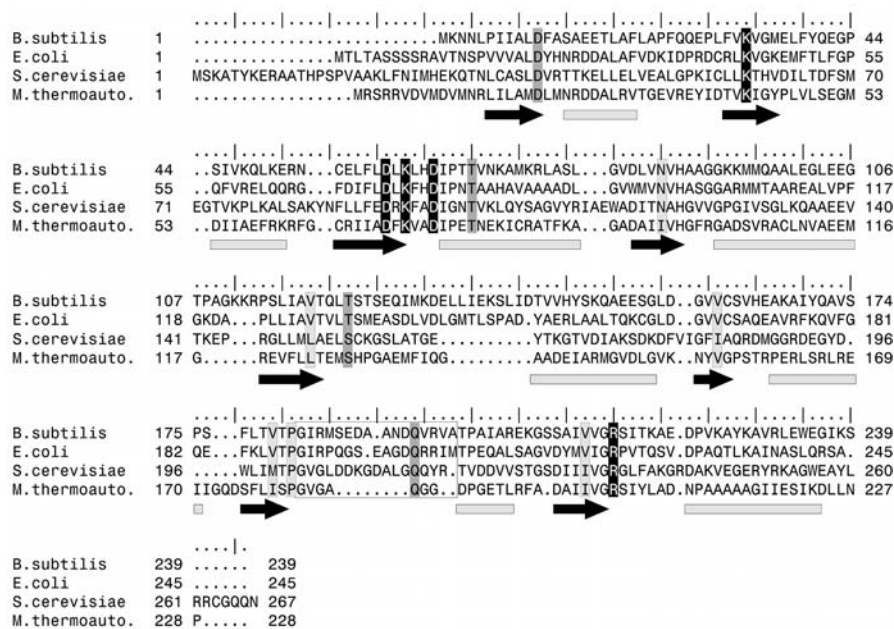 ....|....|....|....|....|....|....|....|....|....|....|....|....|....|
B.subtilis 1 ..........................MKNNLPIIALDFASAEETLAFLAPFQQEPLFVKVGMELFYQEGP 44
E.coli 1 ...............MTLTASSSSRAVTNSPVVVALDYHNRDDALAFVDKIDPRDCRLKVGKEMFTLFGP 55
S.cerevisiae 1 MSKATYKERAATHPSPVAAKLFNIMHEKQTNLCASLDVRTTKELLELVEALGPKICLLKTHVDILTDFSM 70
M.thermoauto. 1 .................MRSRRVDVMDVMNRLILAMDLMNRDDALRVTGEVREYIDTVKIGYPLVLSEGM 53
....|....|....|....|....|....|....|....|....|....|....|....|....|....|
B.subtilis 44 ..SIVKQLKERN..CELFLDLKLHDIPTTVNKAMKRLASL...GVDLVNVHAAGGKKMMQAALEGLEEG 106
E.coli 55 ..QFVRELQQRG..FDIFLDLKFHDIPNTAAHAVAAAADL...GVWMVNVHASGGARMMTAAREALVPF 117
S.cerevisiae 71 EGTVKPLKALSAKYNFLLFEDRKFADIGNTVKLQYSAGVYRIAEWADITNAHGVVGPGIVSGLKQAAEEV 140
M.thermoauto. 53 ..DIIAEFRKRFG..CRIIADFKVADIPETNEKICRATFKA...GADAIIVHGFRGADSVRACLNVAEEM 116
....|....|....|....|....|....|....|....|....|....|....|....|....|....|
B.subtilis 107 TPAGKKRPSLIAVTQLTSTSEQIMKDELLIEKSLIDTVVHYSKQAEESGLD..GVVCSVHEAKAIYQAVS 174
E.coli 118 GKDA...PLLIAVTVLTSMEASDLVDLGMTLSPAD.YAERLAALTQKCGLD..GVVCSAQEAVRFKQVFG 181
S.cerevisiae 141 TKEP...RGLLMLAELSCKGSLATGE.........YTKGTVDIAKSDKDFVIGFIAQRDMGGRDEGYD. 196
M.thermoauto. 117 G......REVFLLTEMSHPGAEMFIQG........AADEIARMGVDLGVK..NYVGPSTRPERLSRLRE 169
....|....|....|....|....|....|....|....|....|....|....|....|....|....|
B.subtilis 175 PS...FLTVTPGIRMSEDA.ANDQVRVATPAIAREKGSSAIVVGRSITKAE.DPVKAYKAVRLEWEGIKS 239
E.coli 182 QE..FKLVTPGIRPQGS.EAGDQRRIMTPEQALSAGVDYMVIGRPVTQSV.DPAQTLKAINASLQRSA. 245
S.cerevisiae 196 ....WLIMTPGVGLDDKGDALGQQYR.TVDDVVSTGSDIIIVGRGLFAKGRDAKVEGERYRKAGWEAYL 260
M.thermoauto. 170 IIGQDSFLISPGVGA........QGG..DPGETLRFA.DAIIVGRSIYLAD.NPAAAAAGIIESIKDLLN 227
....|.
B.subtilis 239 ...... 239
E.coli 245 ...... 245
S.cerevisiae 261 RRCGQQN 267
M.thermoauto. 228 P..... 228